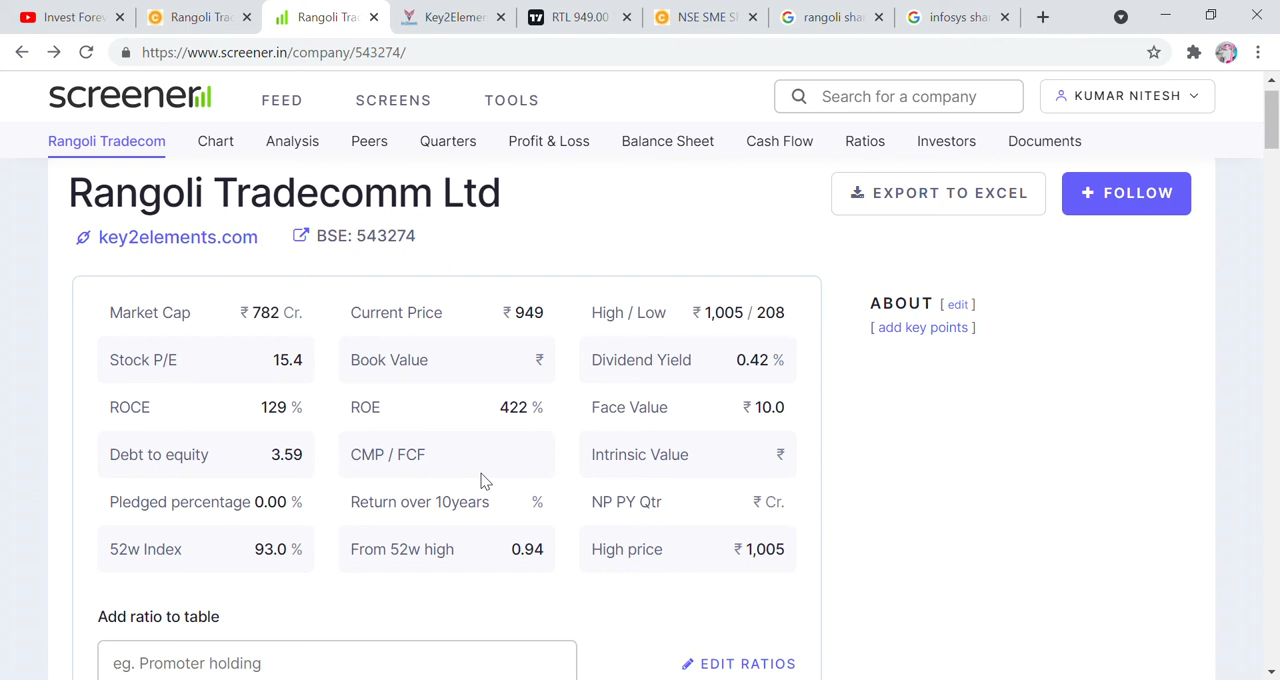 Invest Forev
Rangoli Trac
Rangoli Trac
Key2Elemen
RTL 949.00
NSE SME S
rangoli sha
infosys sha
https://www.screener.in/company/543274/
screener
FEED
SCREENS
TOOLS
Search for a company
KUMAR NITESH
Rangoli Tradecom
Chart
Analysis
Peers
Quarters
Profit & Loss
Balance Sheet
Cash Flow
Ratios
Investors
Documents
Rangoli Tradecomm Ltd
EXPORT TO EXCEL
+ FOLLOW
key2elements.com
BSE: 543274
Market Cap ₹ 782 Cr.
Current Price ₹ 949
High / Low ₹ 1,005 / 208
Stock P/E 15.4
Book Value ₹
Dividend Yield 0.42 %
ROCE 129 %
ROE 422 %
Face Value ₹ 10.0
Debt to equity 3.59
CMP / FCF
Intrinsic Value ₹
Pledged percentage 0.00 %
Return over 10years %
NP PY Qtr ₹ Cr.
52w Index 93.0 %
From 52w high 0.94
High price ₹ 1,005
ABOUT [ edit ]
[ add key points ]
Add ratio to table
eg. Promoter holding
EDIT RATIOS